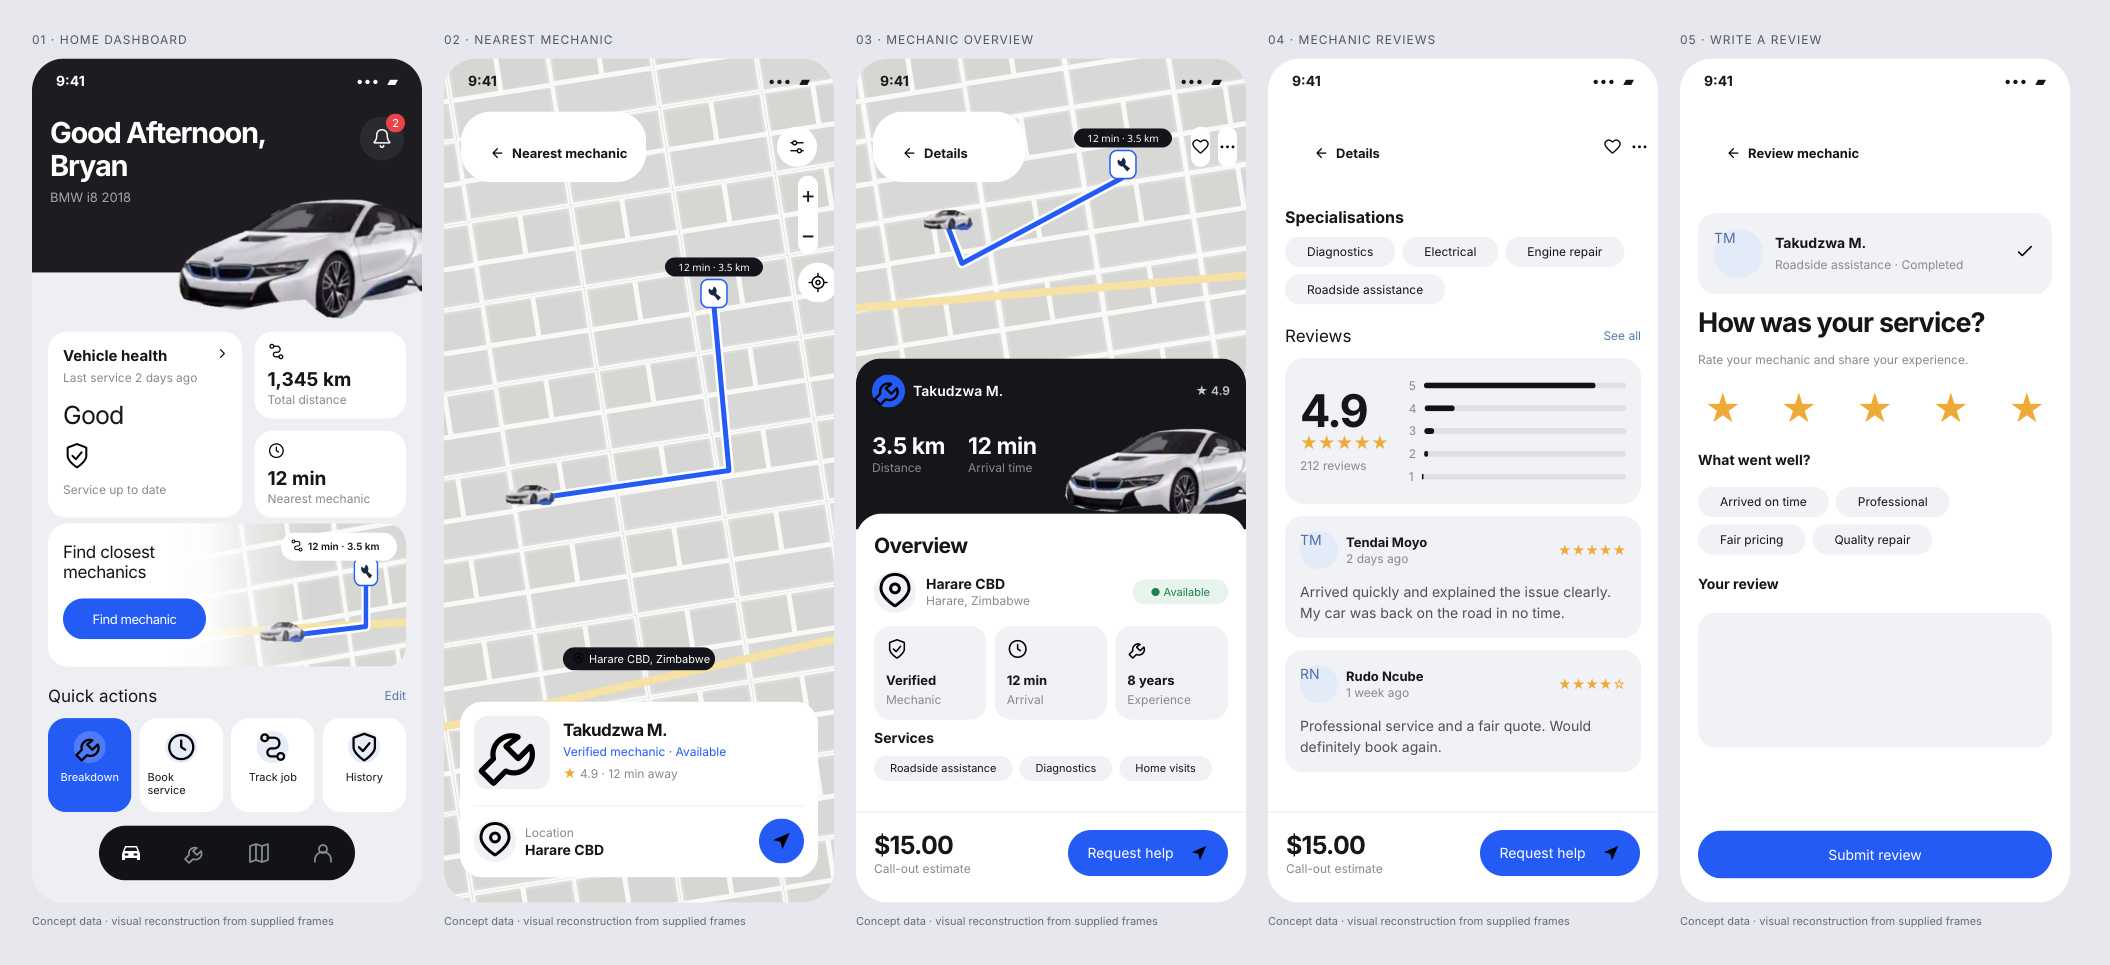 01 · HOME DASHBOARD
9:41
Good Afternoon,
Bryan
2
BMW i8 2018
Vehicle health
Last service 2 days ago
Good
Service up to date
1,345 km
Total distance
12 min
Nearest mechanic
Find closest
mechanics
12 min · 3.5 km
Find mechanic
Quick actions
Edit
Breakdown
Book
service
Track job
History
Concept data · visual reconstruction from supplied frames
02 · NEAREST MECHANIC
9:41
Nearest mechanic
12 min · 3.5 km
Harare CBD, Zimbabwe
Takudzwa M.
Verified mechanic · Available
★ 4.9 · 12 min away
Location
Harare CBD
Concept data · visual reconstruction from supplied frames
03 · MECHANIC OVERVIEW
9:41
Details
12 min · 3.5 km
Takudzwa M.
★ 4.9
3.5 km
Distance
12 min
Arrival time
Overview
Harare CBD
Harare, Zimbabwe
Available
Verified
Mechanic
12 min
Arrival
8 years
Experience
Services
Roadside assistance
Diagnostics
Home visits
$15.00
Call-out estimate
Request help
Concept data · visual reconstruction from supplied frames
04 · MECHANIC REVIEWS
9:41
Details
Specialisations
Diagnostics
Electrical
Engine repair
Roadside assistance
Reviews
See all
4.9
★★★★★
212 reviews
5
4
3
2
1
TM
Tendai Moyo
2 days ago
★★★★★
Arrived quickly and explained the issue clearly.
My car was back on the road in no time.
RN
Rudo Ncube
1 week ago
★★★★☆
Professional service and a fair quote. Would
definitely book again.
$15.00
Call-out estimate
Request help
Concept data · visual reconstruction from supplied frames
05 · WRITE A REVIEW
9:41
Review mechanic
TM
Takudzwa M.
Roadside assistance · Completed
How was your service?
Rate your mechanic and share your experience.
★ ★ ★ ★ ★
What went well?
Arrived on time
Professional
Fair pricing
Quality repair
Your review
Submit review
Concept data · visual reconstruction from supplied frames